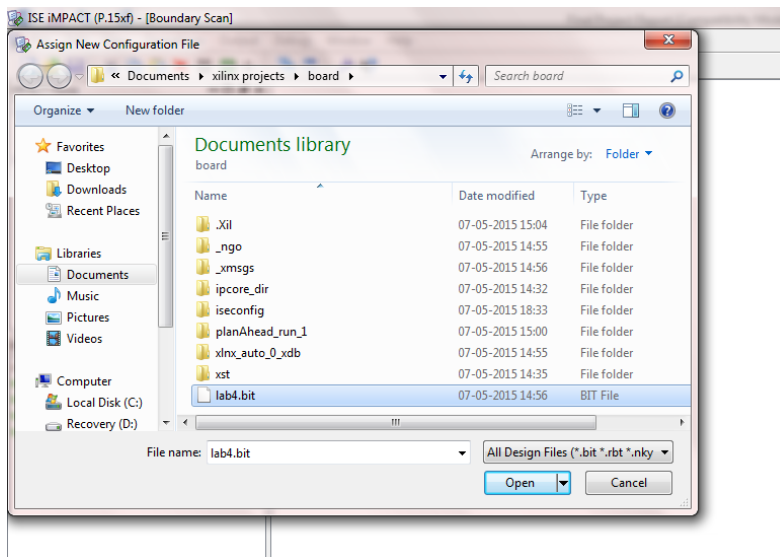 ISE iMPACT (P.15xf) - [Boundary Scan]
Assign New Configuration File
« Documents ▸ xilinx projects ▸ board ▸
Search board
Organize ▾ New folder
Favorites
Desktop
Downloads
Recent Places
Libraries
Documents
Music
Pictures
Videos
Computer
Local Disk (C:)
Recovery (D:)
Documents library
board
Arrange by: Folder ▾
Name Date modified Type
.Xil 07-05-2015 15:04 File folder
_ngo 07-05-2015 14:55 File folder
_xmsgs 07-05-2015 14:56 File folder
ipcore_dir 07-05-2015 14:32 File folder
iseconfig 07-05-2015 18:33 File folder
planAhead_run_1 07-05-2015 15:00 File folder
xlnx_auto_0_xdb 07-05-2015 14:55 File folder
xst 07-05-2015 14:35 File folder
lab4.bit 07-05-2015 14:56 BIT File
File name: lab4.bit
All Design Files (*.bit *.rbt *.nky
Open Cancel